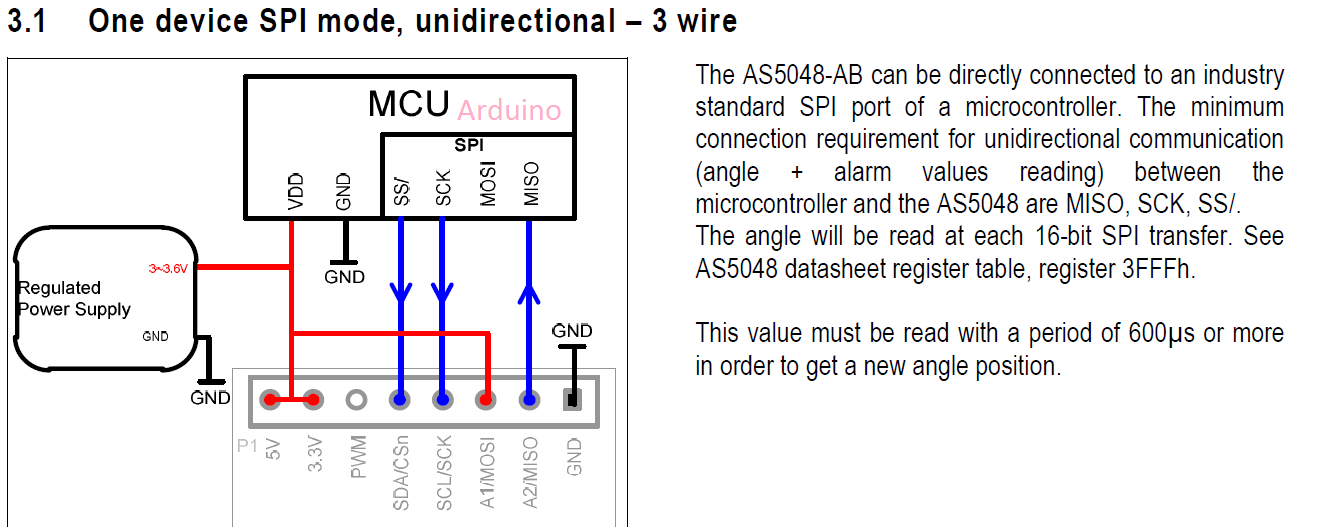 3.1 One device SPI mode, unidirectional – 3 wire
MCU Arduino
SPI
VDD
GND
SS/
SCK
MOSI
MISO
GND
3~3.6V
Regulated
Power Supply
GND
GND
GND
P1
5V
3.3V
PWM
SDA/CSn
SCL/SCK
A1/MOSI
A2/MISO
GND
The AS5048-AB can be directly connected to an industry
standard SPI port of a microcontroller. The minimum
connection requirement for unidirectional communication
(angle + alarm values reading) between the
microcontroller and the AS5048 are MISO, SCK, SS/.
The angle will be read at each 16-bit SPI transfer. See
AS5048 datasheet register table, register 3FFFh.
This value must be read with a period of 600µs or more
in order to get a new angle position.